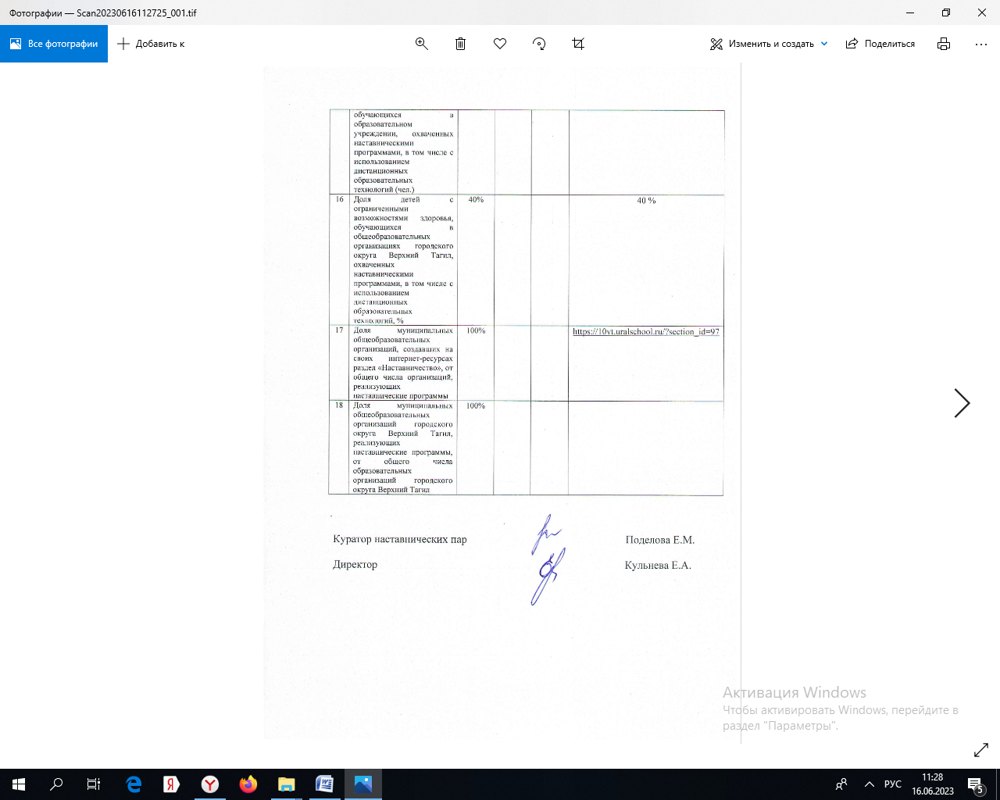 Фотографии — Scan20230616112725_001.tif
Все фотографии
Добавить к
Изменить и создать
Поделиться
обучающихся в
образовательном
учреждении, охваченных
наставническими
программами, в том числе с
использованием
дистанционных
образовательных
технологий (чел.)
16 Доля детей с 40% 40 %
ограниченными
возможностями здоровья,
обучающихся в
общеобразовательных
организациях городского
округа Верхний Тагил,
охваченных
наставническими
программами, в том числе с
использованием
дистанционных
образовательных
технологий, %
17 Доля муниципальных 100% https://10vt.uralschool.ru/?section_id=97
общеобразовательных
организаций, создавших на
своих интернет-ресурсах
раздел «Наставничество», от
общего числа организаций,
реализующих
наставнические программы
18 Доля муниципальных 100%
общеобразовательных
организаций городского
округа Верхний Тагил,
реализующих
наставнические программы,
от общего числа
образовательных
организаций городского
округа Верхний Тагил
Куратор наставнических пар Поделова Е.М.
Директор Кульнева Е.А.
Активация Windows
Чтобы активировать Windows, перейдите в
раздел "Параметры".
РУС
11:28
16.06.2023
5